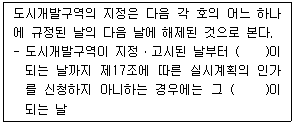 도시개발구역의 지정은 다음 각 호의 어느 하나
에 규정된 날의 다음 날에 해제된 것으로 본다.
- 도시개발구역이 지정·고시된 날부터 (    )이
되는 날까지 제17조에 따른 실시계획의 인가
를 신청하지 아니하는 경우에는 그 (    )이
되는 날